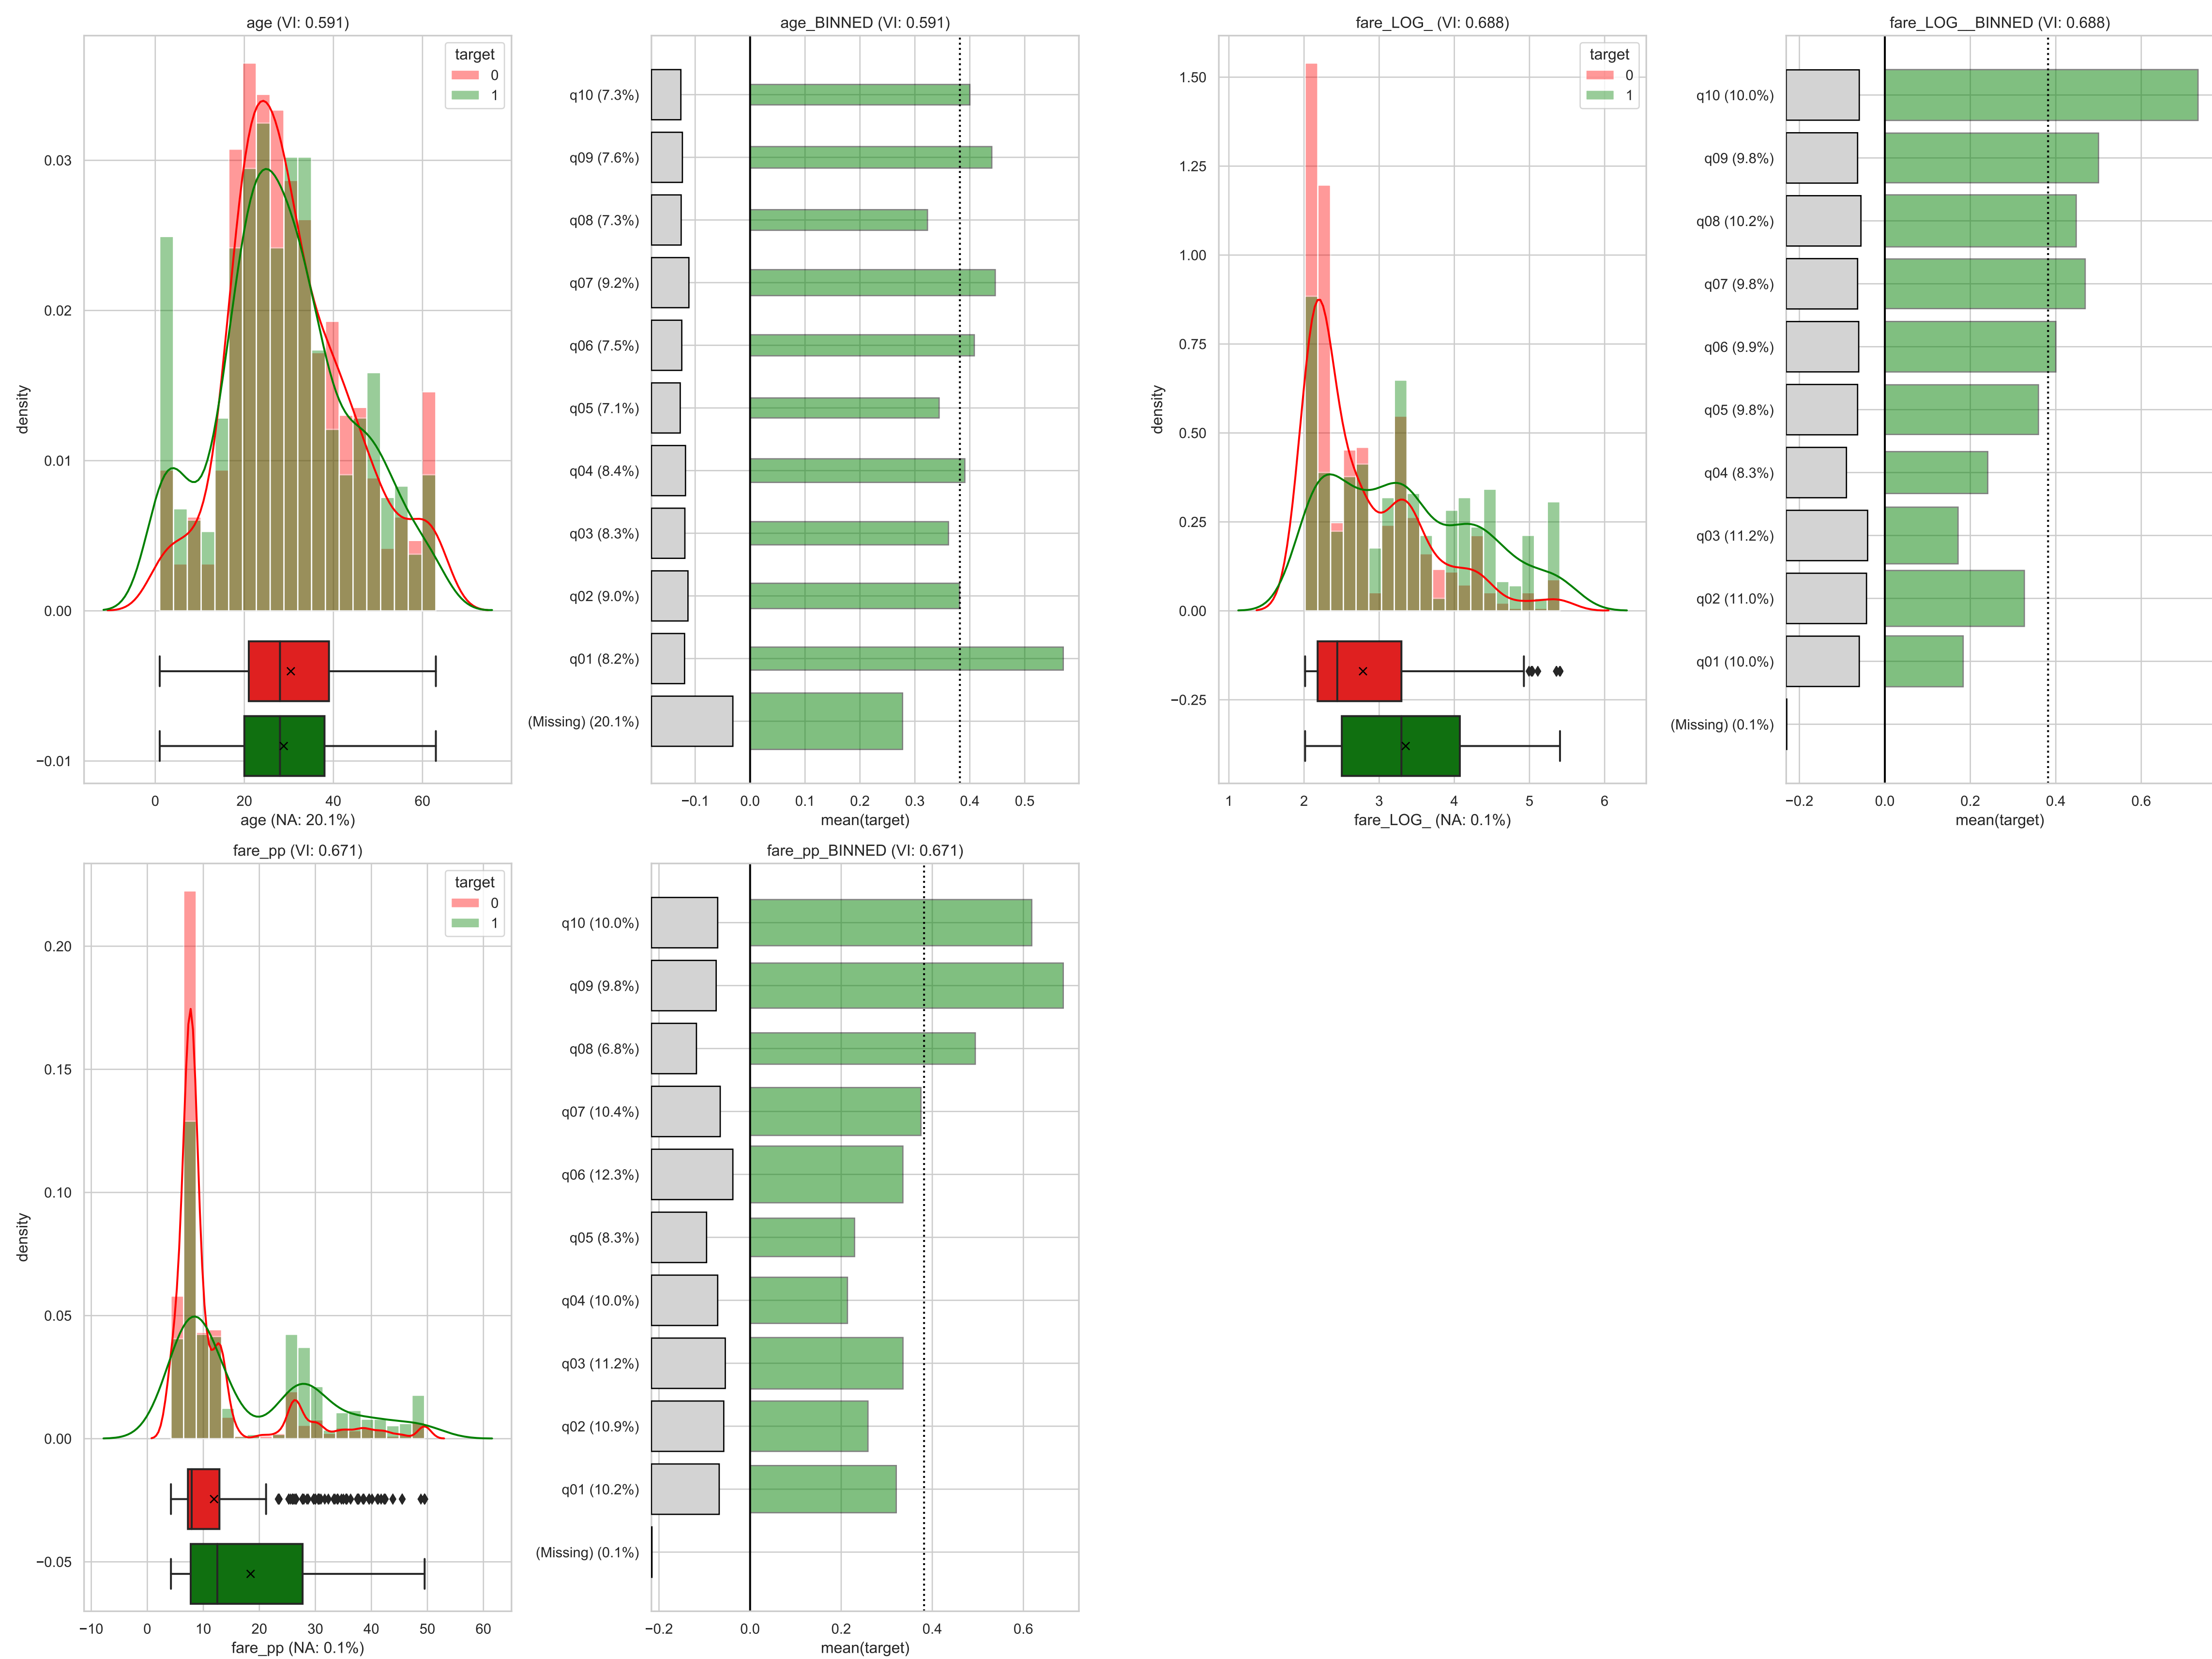 age (VI: 0.591)
target
0
1
density
0.03
0.02
0.01
0.00
−0.01
0
20
40
60
age (NA: 20.1%)
age_BINNED (VI: 0.591)
q10 (7.3%)
q09 (7.6%)
q08 (7.3%)
q07 (9.2%)
q06 (7.5%)
q05 (7.1%)
q04 (8.4%)
q03 (8.3%)
q02 (9.0%)
q01 (8.2%)
(Missing) (20.1%)
−0.1
0.0
0.1
0.2
0.3
0.4
0.5
mean(target)
fare_LOG_ (VI: 0.688)
target
0
1
density
1.50
1.25
1.00
0.75
0.50
0.25
0.00
−0.25
1
2
3
4
5
6
fare_LOG_ (NA: 0.1%)
fare_LOG__BINNED (VI: 0.688)
q10 (10.0%)
q09 (9.8%)
q08 (10.2%)
q07 (9.8%)
q06 (9.9%)
q05 (9.8%)
q04 (8.3%)
q03 (11.2%)
q02 (11.0%)
q01 (10.0%)
(Missing) (0.1%)
−0.2
0.0
0.2
0.4
0.6
mean(target)
fare_pp (VI: 0.671)
target
0
1
density
0.20
0.15
0.10
0.05
0.00
−0.05
−10
0
10
20
30
40
50
60
fare_pp (NA: 0.1%)
fare_pp_BINNED (VI: 0.671)
q10 (10.0%)
q09 (9.8%)
q08 (6.8%)
q07 (10.4%)
q06 (12.3%)
q05 (8.3%)
q04 (10.0%)
q03 (11.2%)
q02 (10.9%)
q01 (10.2%)
(Missing) (0.1%)
−0.2
0.0
0.2
0.4
0.6
mean(target)